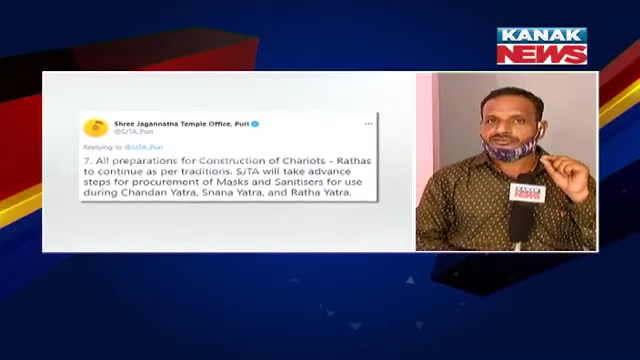 KANAK
NEWS
Shree Jagannatha Temple Office, Puri
@SJTA_Puri
Replying to @SJTA_Puri
7. All preparations for Construction of Chariots - Rathas
to continue as per traditions. SJTA will take advance
steps for procurement of Masks and Sanitisers for use
during Chandan Yatra, Snana Yatra, and Ratha Yatra.
KANAK
NEWS